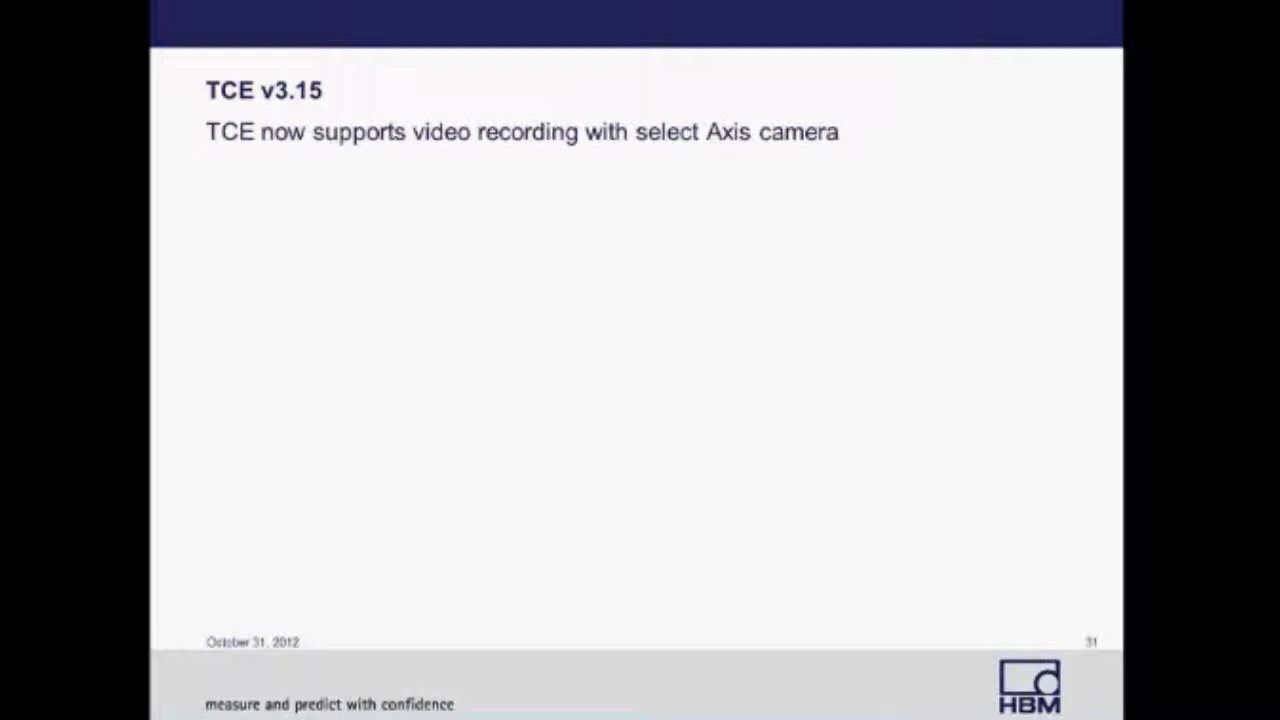 TCE v3.15
TCE now supports video recording with select Axis camera
October 31, 2012
31
measure and predict with confidence
HBM